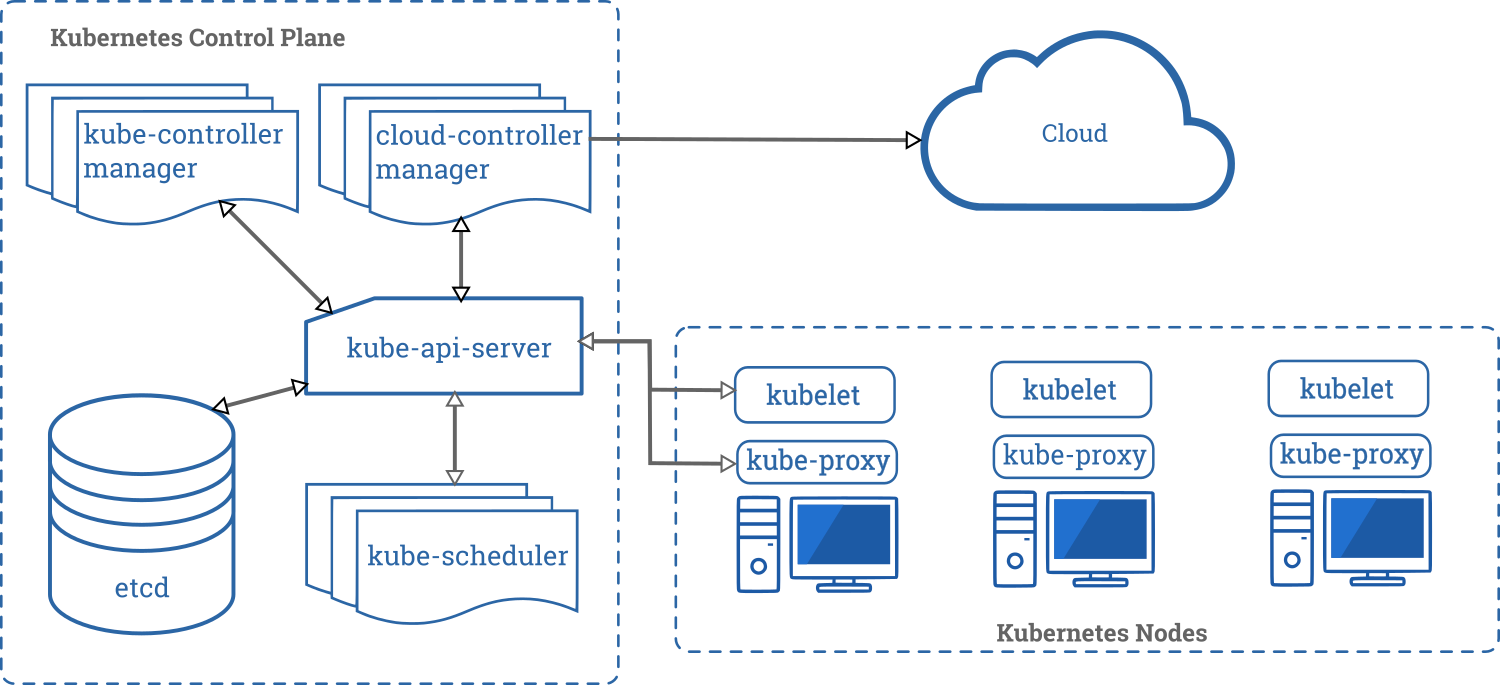 Kubernetes Control Plane
kube-controller
manager
cloud-controller
manager
Cloud
kube-api-server
kubelet
kubelet
kubelet
kube-proxy
kube-proxy
kube-proxy
kube-scheduler
etcd
Kubernetes Nodes